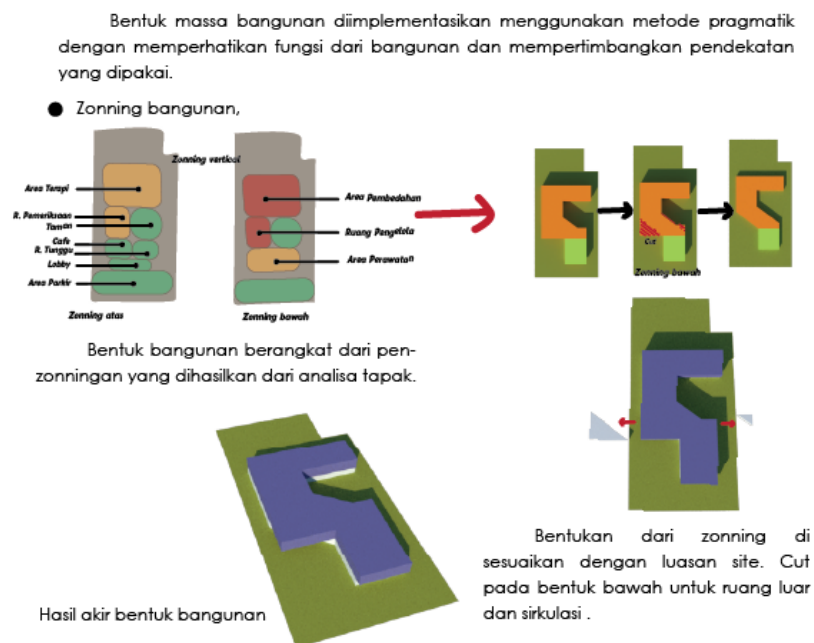 Bentuk massa bangunan diimplementasikan menggunakan metode pragmatik
dengan memperhatikan fungsi dari bangunan dan mempertimbangkan pendekatan
yang dipakai.
● Zonning bangunan,
Zonning vertical
Area Terapi
R. Pemeriksaan
Taman
Cafe
R. Tunggu
Lobby
Area Parkir
Zonning atas
Area Pembedahan
Ruang Pengelola
Area Perawatan
Zonning bawah
Cut
Zonning bawah
Bentuk bangunan berangkat dari pen-
zonningan yang dihasilkan dari analisa tapak.
Bentukan dari zonning di
sesuaikan dengan luasan site. Cut
pada bentuk bawah untuk ruang luar
dan sirkulasi .
Hasil akir bentuk bangunan